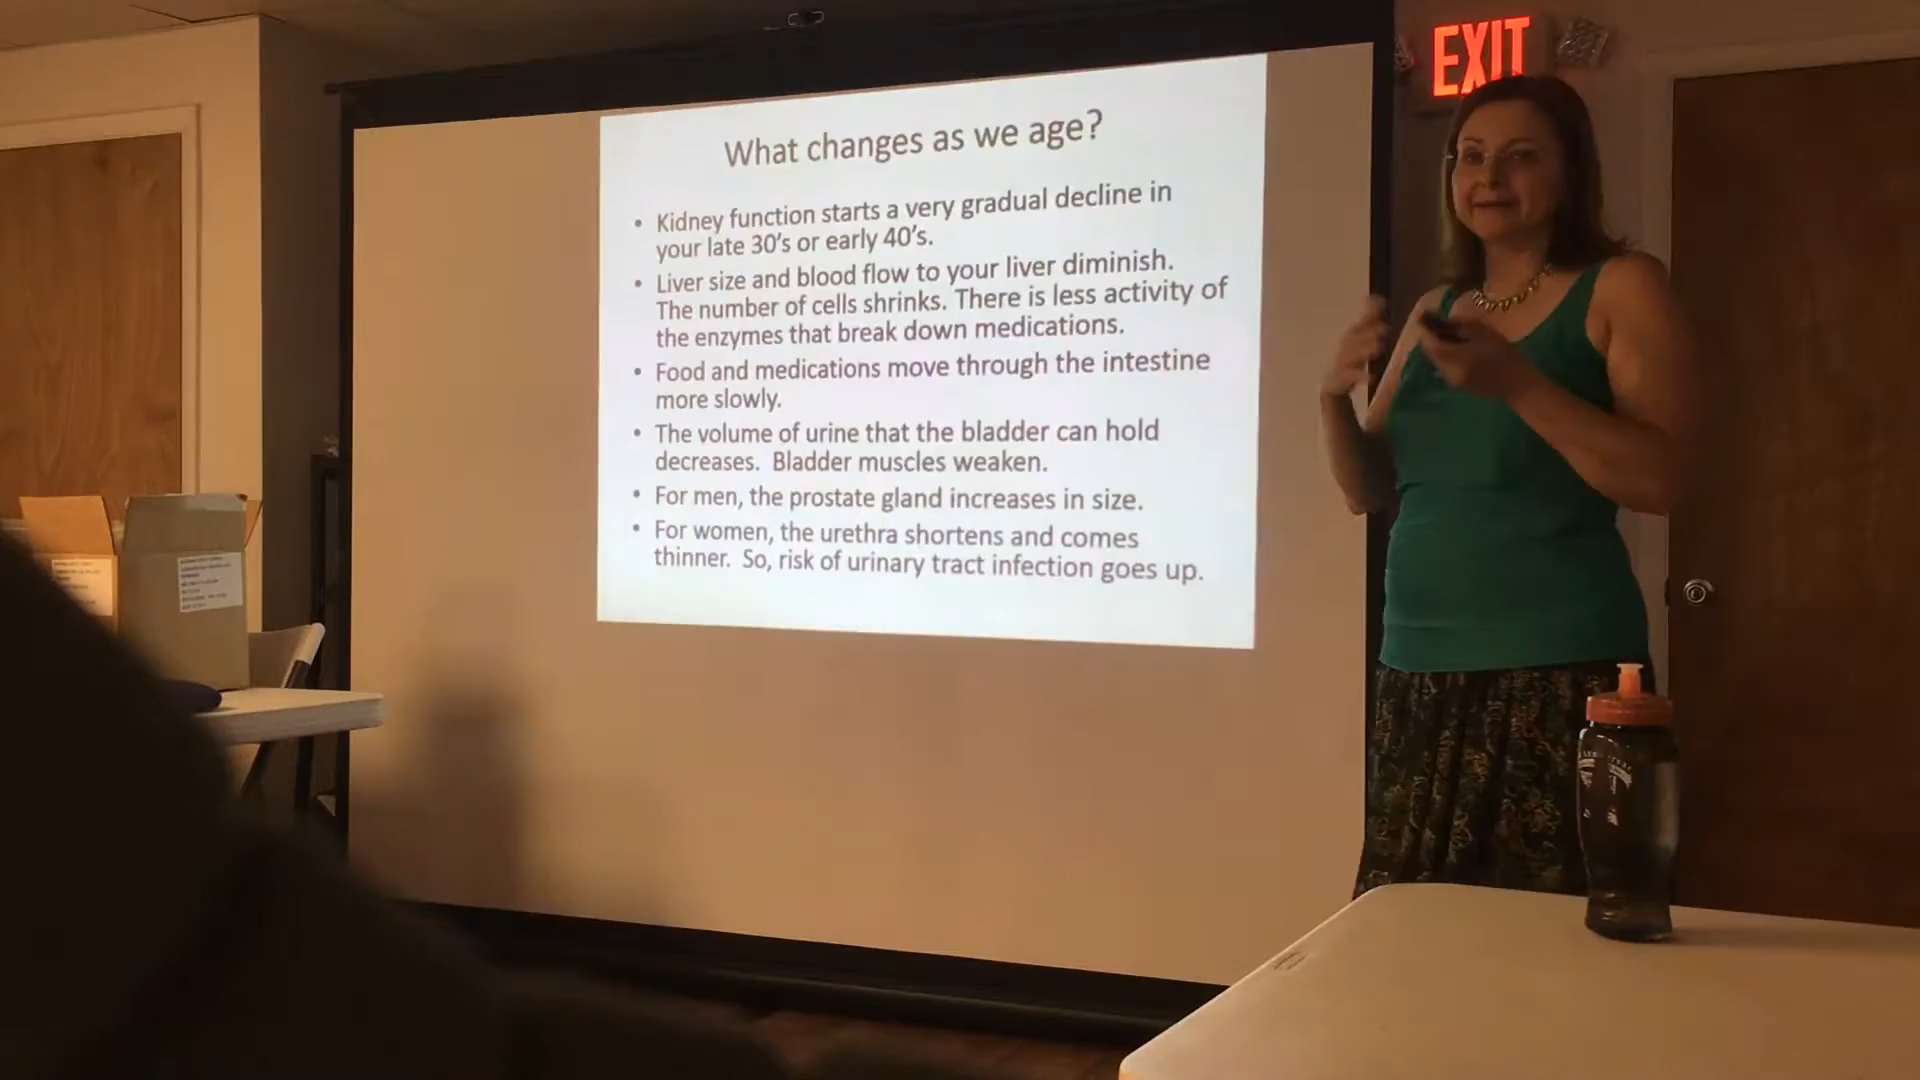 EXIT
What changes as we age?
• Kidney function starts a very gradual decline in
your late 30's or early 40's.
• Liver size and blood flow to your liver diminish.
The number of cells shrinks. There is less activity of
the enzymes that break down medications.
• Food and medications move through the intestine
more slowly.
• The volume of urine that the bladder can hold
decreases. Bladder muscles weaken.
• For men, the prostate gland increases in size.
• For women, the urethra shortens and comes
thinner. So, risk of urinary tract infection goes up.